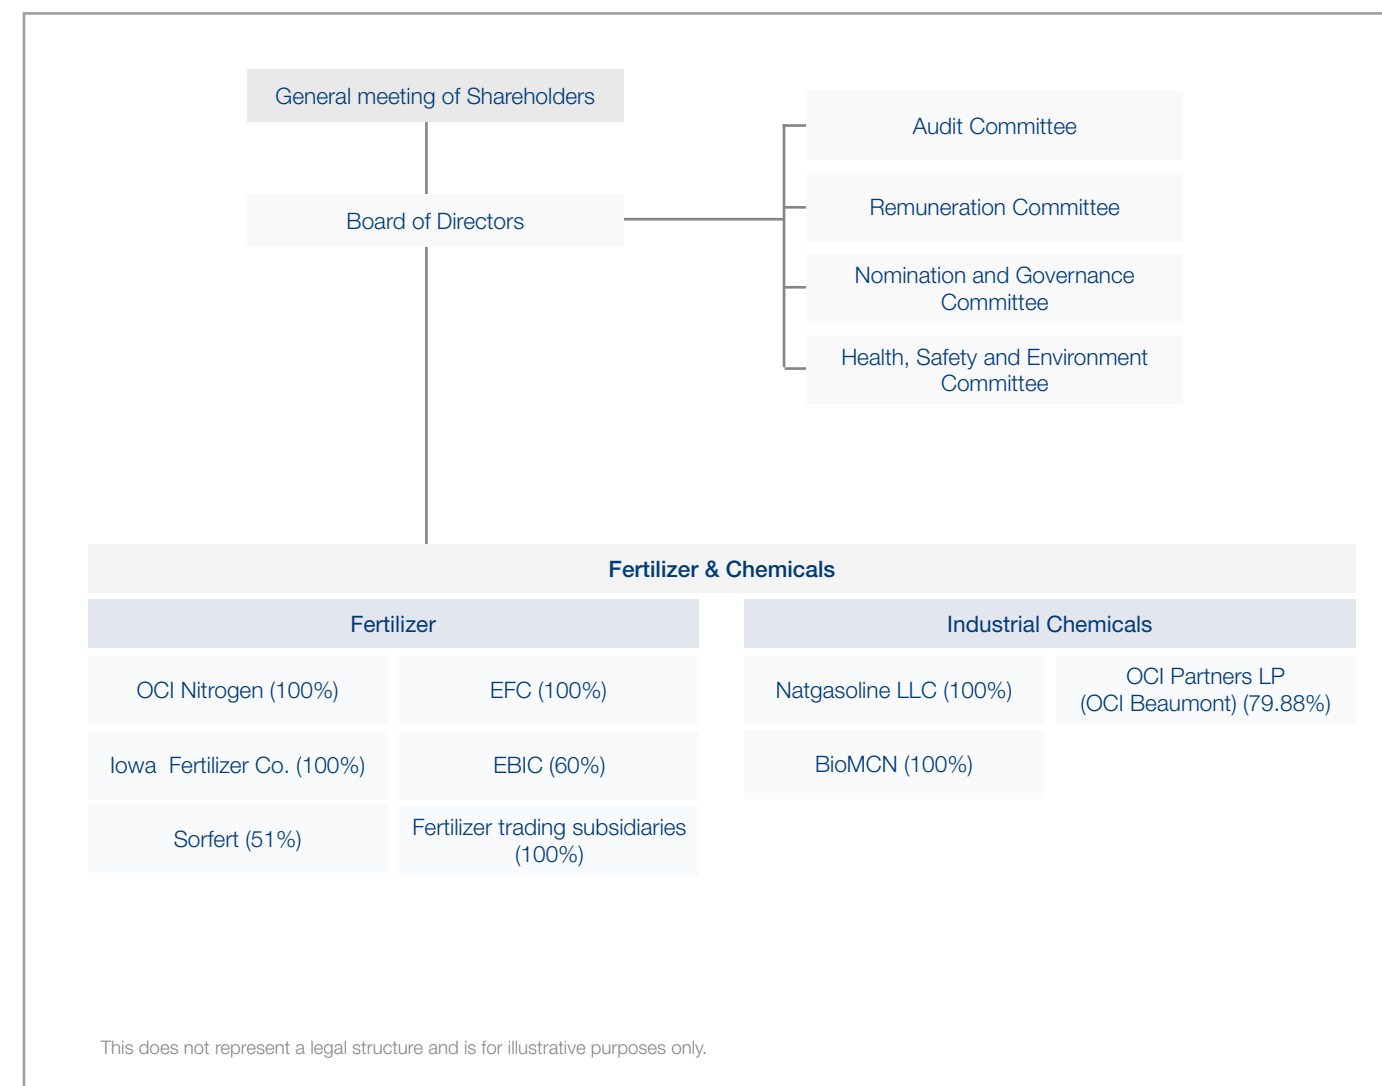 General meeting of Shareholders
Board of Directors
Audit Committee
Remuneration Committee
Nomination and Governance
Committee
Health, Safety and Environment
Committee
Fertilizer & Chemicals
Fertilizer
OCI Nitrogen (100%)
EFC (100%)
Iowa  Fertilizer Co. (100%)
EBIC (60%)
Sorfert (51%)
Fertilizer trading subsidiaries
(100%)
Industrial Chemicals
Natgasoline LLC (100%)
OCI Partners LP
(OCI Beaumont) (79.88%)
BioMCN (100%)
This does not represent a legal structure and is for illustrative purposes only.